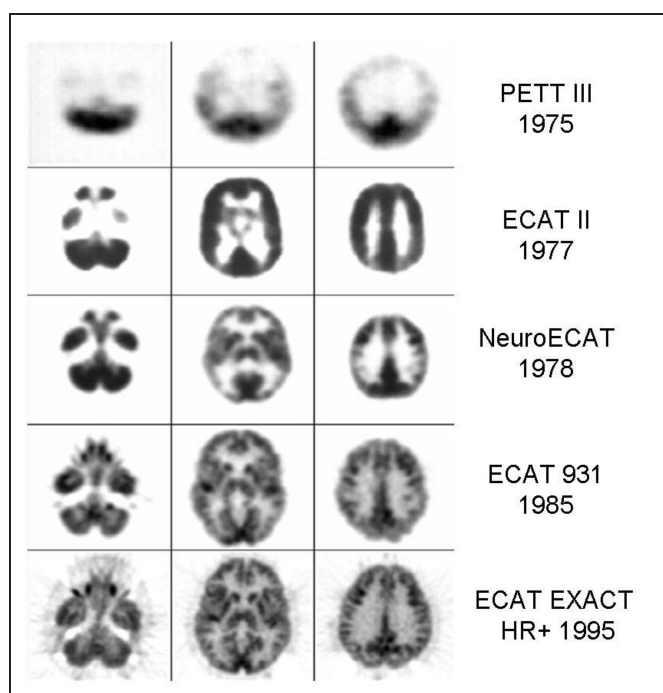 PETT III
1975
ECAT II
1977
NeuroECAT
1978
ECAT 931
1985
ECAT EXACT
HR+ 1995